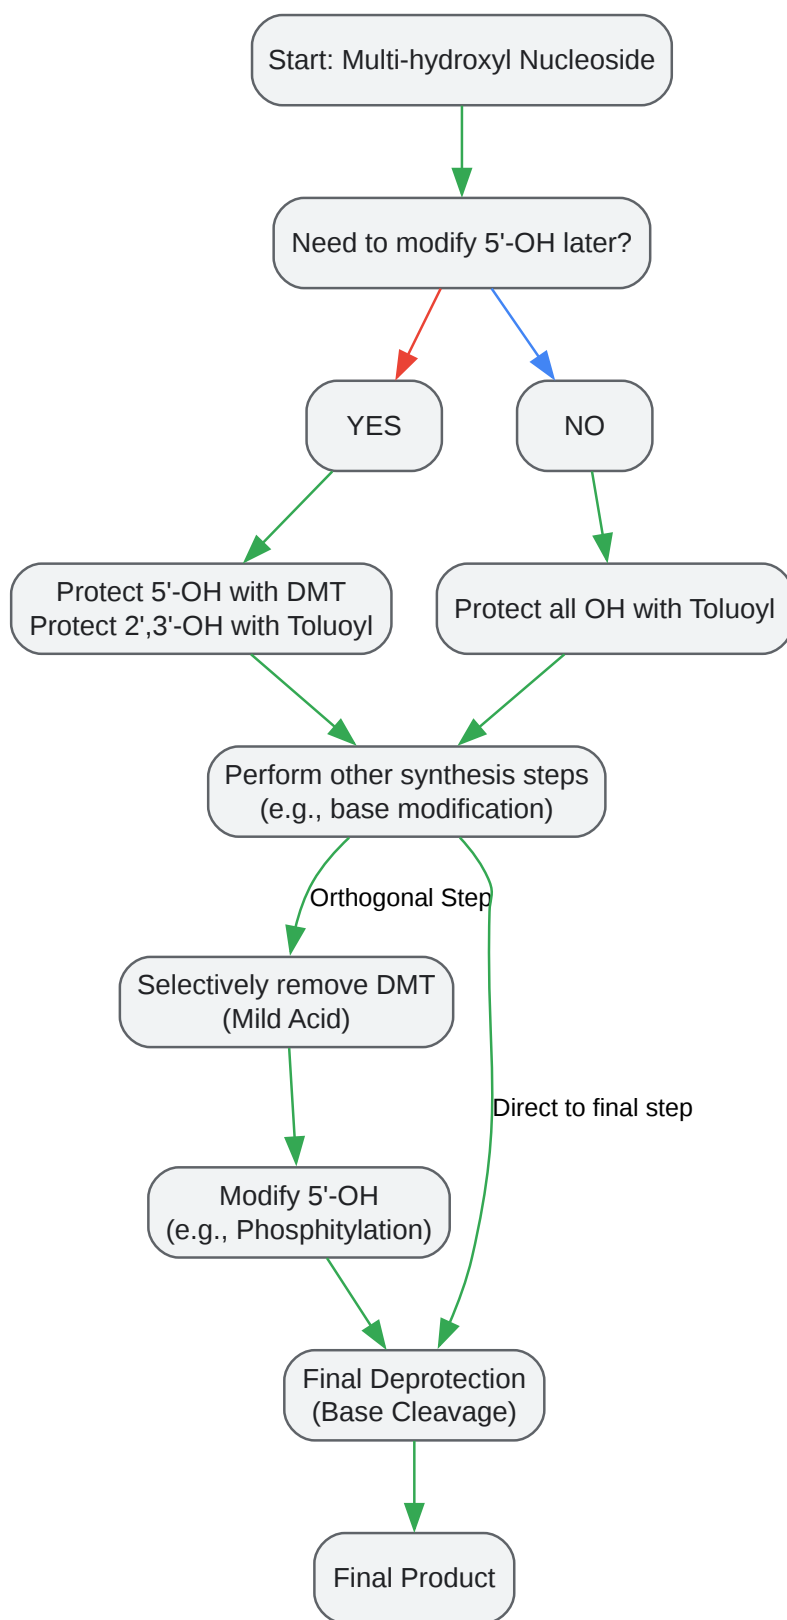 Start: Multi-hydroxyl Nucleoside
Need to modify 5'-OH later?
YES
NO
Protect 5'-OH with DMT
Protect 2',3'-OH with Toluoyl
Protect all OH with Toluoyl
Perform other synthesis steps
(e.g., base modification)
Orthogonal Step
Selectively remove DMT
(Mild Acid)
Direct to final step
Modify 5'-OH
(e.g., Phosphitylation)
Final Deprotection
(Base Cleavage)
Final Product